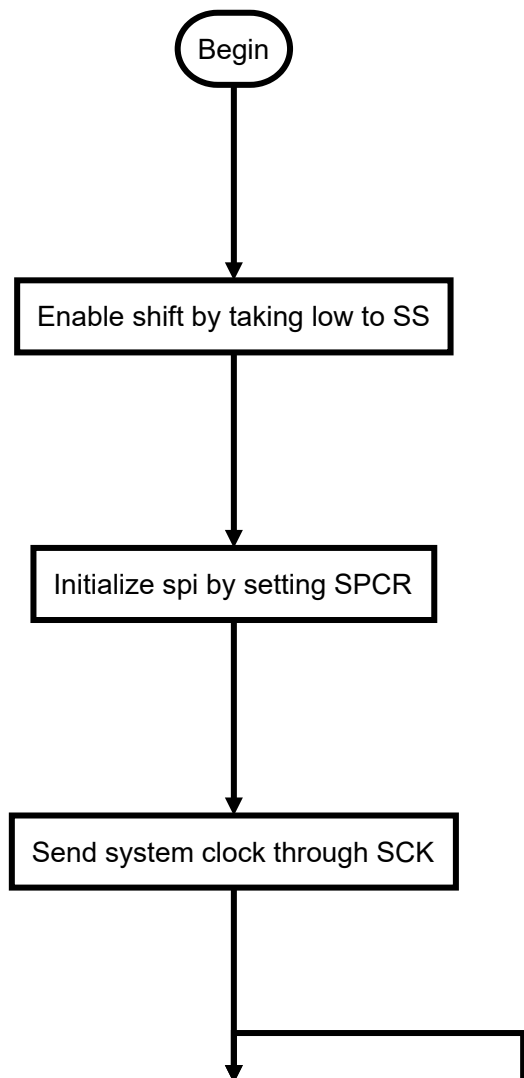 Begin
Enable shift by taking low to SS
Initialize spi by setting SPCR
Send system clock through SCK